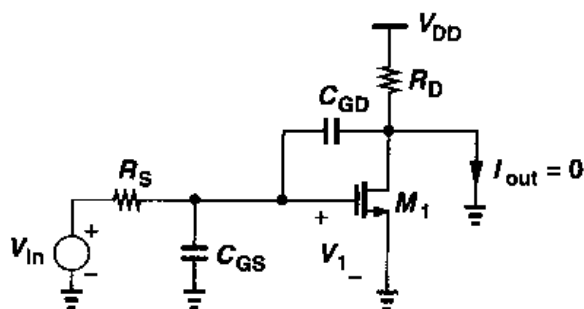 V_DD
R_D
C_GD
R_S
I_out = 0
+
M_1
+
V_In
−
C_GS
V_1
−